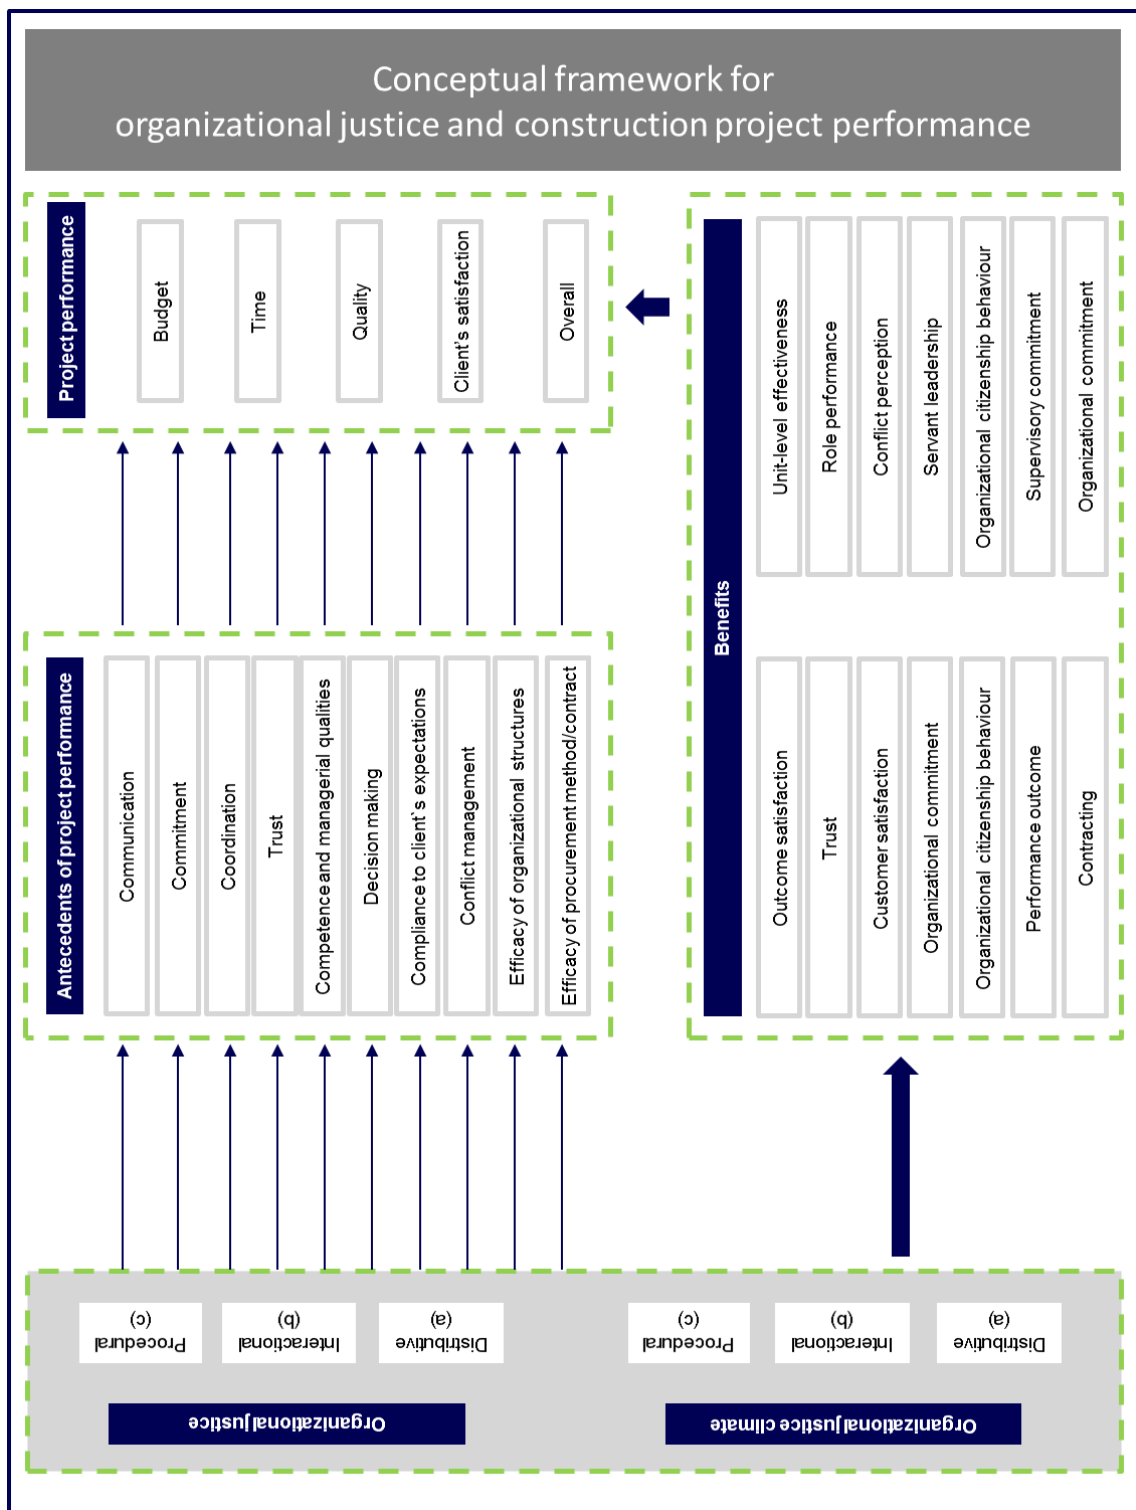 Conceptual framework for
organizational justice and construction project performance
Project performance
Budget
Time
Quality
Client's satisfaction
Overall
Antecedents of project performance
Communication
Commitment
Coordination
Trust
Competence and managerial qualities
Decision making
Compliance to client's expectations
Conflict management
Efficacy of organizational structures
Efficacy of procurement method/contract
Benefits
Unit-level effectiveness
Role performance
Conflict perception
Servant leadership
Organizational citizenship behaviour
Supervisory commitment
Organizational commitment
Outcome satisfaction
Trust
Customer satisfaction
Organizational commitment
Organizational citizenship behaviour
Performance outcome
Contracting
Organizational justice
Procedural
(c)
Interactional
(b)
Distributive
(a)
Organizational justice climate
Procedural
(c)
Interactional
(b)
Distributive
(a)